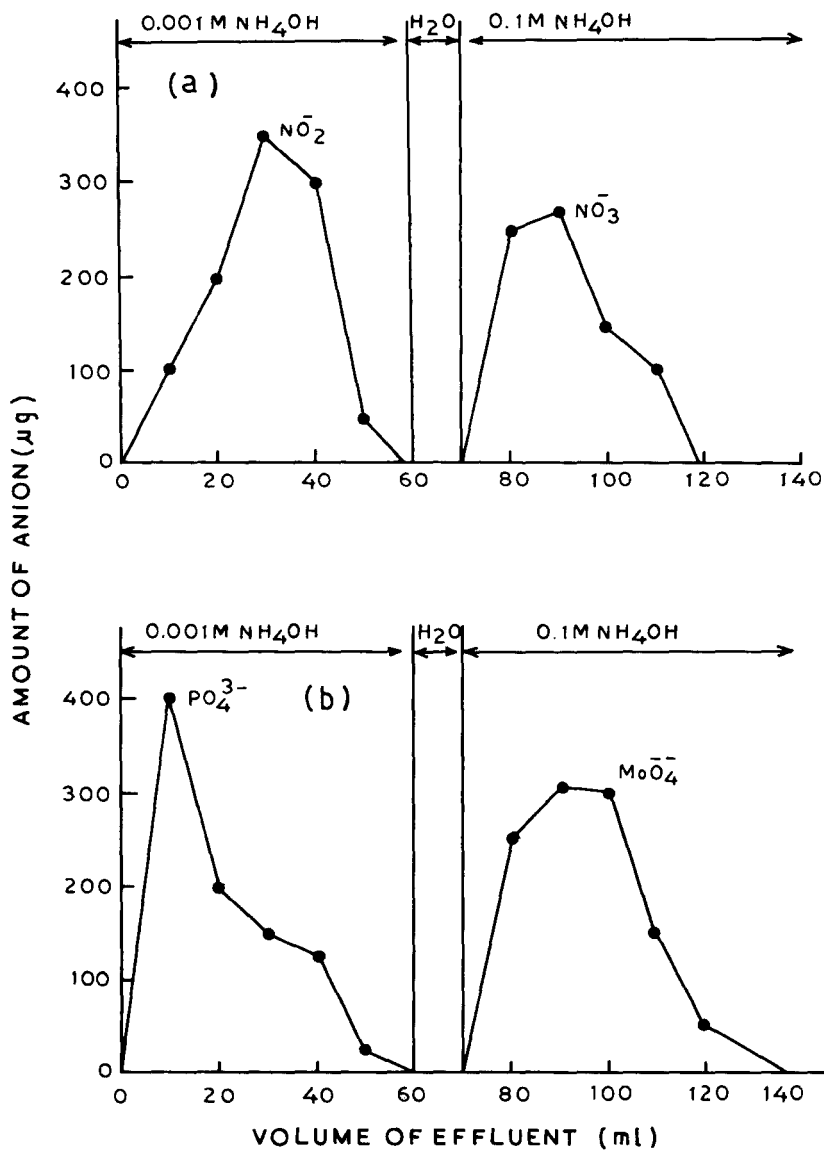 0.001M NH4OH H2O 0.1M NH4OH
(a)
400
NO2-
300
NO3-
200
100
0
0 20 40 60 80 100 120 140
AMOUNT OF ANION (µg)
0.001M NH4OH H2O 0.1M NH4OH
400
PO4 3-
(b)
300
MoO4--
200
100
0
0 20 40 60 80 100 120 140
VOLUME OF EFFLUENT (ml)